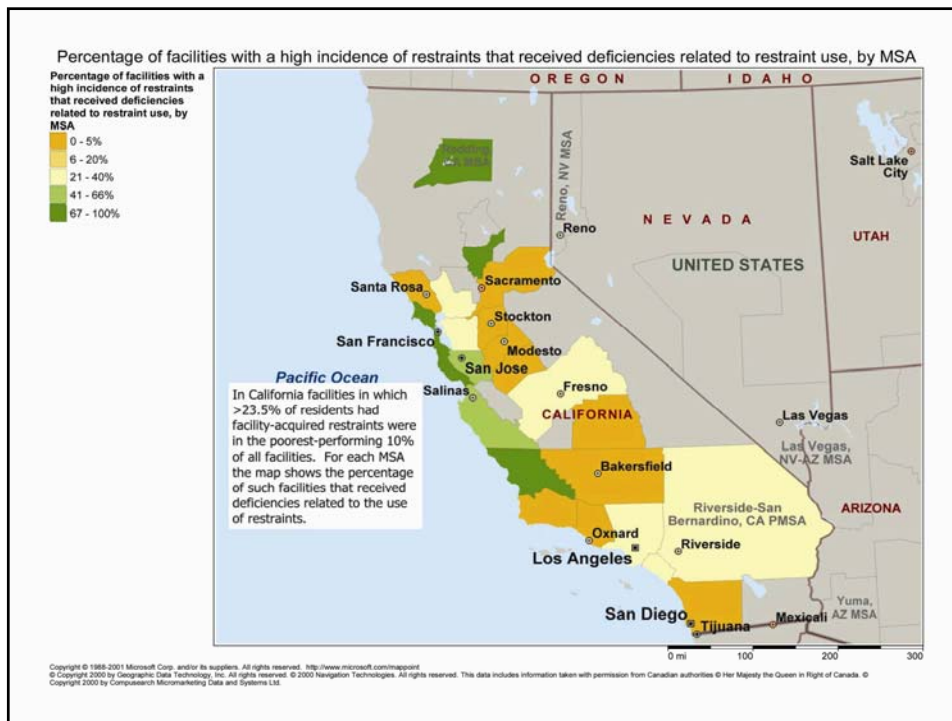 Percentage of facilities with a high incidence of restraints that received deficiencies related to restraint use, by MSA
Percentage of facilities with a
high incidence of restraints
that received deficiencies
related to restraint use, by
MSA
0 - 5%
6 - 20%
21 - 40%
41 - 66%
67 - 100%
OREGON
IDAHO
Redding,
CA MSA
Reno, NV MSA
Salt Lake
City
NEVADA
Reno
UTAH
UNITED STATES
Santa Rosa
Sacramento
Stockton
San Francisco
Modesto
San Jose
Pacific Ocean
Salinas
Fresno
CALIFORNIA
Las Vegas
Las Vegas,
NV-AZ MSA
In California facilities in which
>23.5% of residents had
facility-acquired restraints were
in the poorest-performing 10%
of all facilities. For each MSA
the map shows the percentage
of such facilities that received
deficiencies related to the use
of restraints.
Bakersfield
Riverside-San
Bernardino, CA PMSA
ARIZONA
Oxnard
Riverside
Los Angeles
San Diego
Yuma,
AZ MSA
Tijuana
Mexicali
0 mi 100 200 300
Copyright © 1988-2001 Microsoft Corp. and/or its suppliers. All rights reserved. http://www.microsoft.com/mappoint
© Copyright 2000 by Geographic Data Technology, Inc. All rights reserved. © 2000 Navigation Technologies. All rights reserved. This data includes information taken with permission from Canadian authorities © Her Majesty the Queen in Right of Canada. ©
Copyright 2000 by Compusearch Micromarketing Data and Systems Ltd.